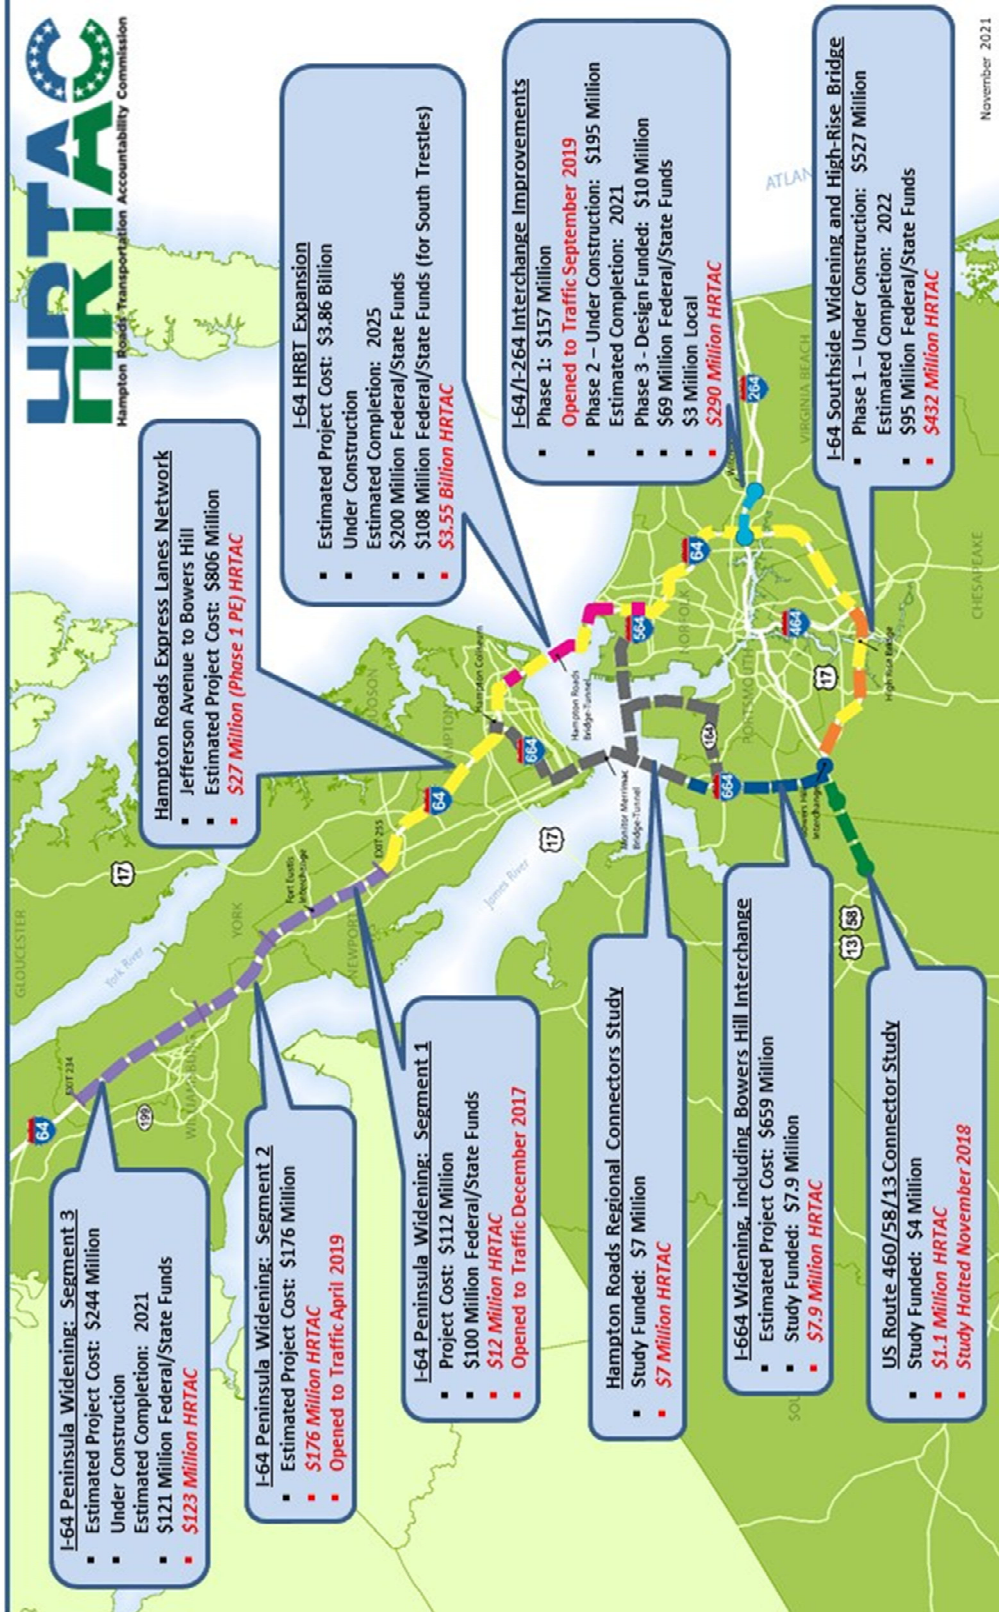 HRTAC
HRTAC
Hampton Roads Transportation Accountability Commission
I-64 Peninsula Widening: Segment 3
Estimated Project Cost: $244 Million
Under Construction
Estimated Completion: 2021
$121 Million Federal/State Funds
$123 Million HRTAC
I-64 Peninsula Widening: Segment 2
Estimated Project Cost: $176 Million
$176 Million HRTAC
Opened to Traffic April 2019
I-64 Peninsula Widening: Segment 1
Project Cost: $112 Million
$100 Million Federal/State Funds
$12 Million HRTAC
Opened to Traffic December 2017
Hampton Roads Regional Connectors Study
Study Funded: $7 Million
$7 Million HRTAC
I-664 Widening, including Bowers Hill Interchange
Estimated Project Cost: $659 Million
Study Funded: $7.9 Million
$7.9 Million HRTAC
US Route 460/58/13 Connector Study
Study Funded: $4 Million
$1.1 Million HRTAC
Study Halted November 2018
Hampton Roads Express Lanes Network
Jefferson Avenue to Bowers Hill
Estimated Project Cost: $806 Million
$27 Million (Phase 1 PE) HRTAC
I-64 HRBT Expansion
Estimated Project Cost: $3.86 Billion
Under Construction
Estimated Completion: 2025
$200 Million Federal/State Funds
$108 Million Federal/State Funds (for South Trestles)
$3.55 Billion HRTAC
I-64/I-264 Interchange Improvements
Phase 1: $157 Million
Opened to Traffic September 2019
Phase 2 – Under Construction: $195 Million
Estimated Completion: 2021
Phase 3 - Design Funded: $10 Million
$69 Million Federal/State Funds
$3 Million Local
$290 Million HRTAC
I-64 Southside Widening and High-Rise Bridge
Phase 1 – Under Construction: $527 Million
Estimated Completion: 2022
$95 Million Federal/State Funds
$432 Million HRTAC
GLOUCESTER
York River
YORK
EXIT 234
64
199
17
Fort Eustis
Interchange
EXIT 255
NEWPORT
64
James River
17
664
Hampton Coliseum
Hampton Roads
Bridge-Tunnel
Monitor Merrimac
Bridge-Tunnel
564
64
NORFOLK
PORTSMOUTH
164
664
464
264
VIRGINIA BEACH
17
High Rise Bridge
Interchange
13
58
CHESAPEAKE
November 2021